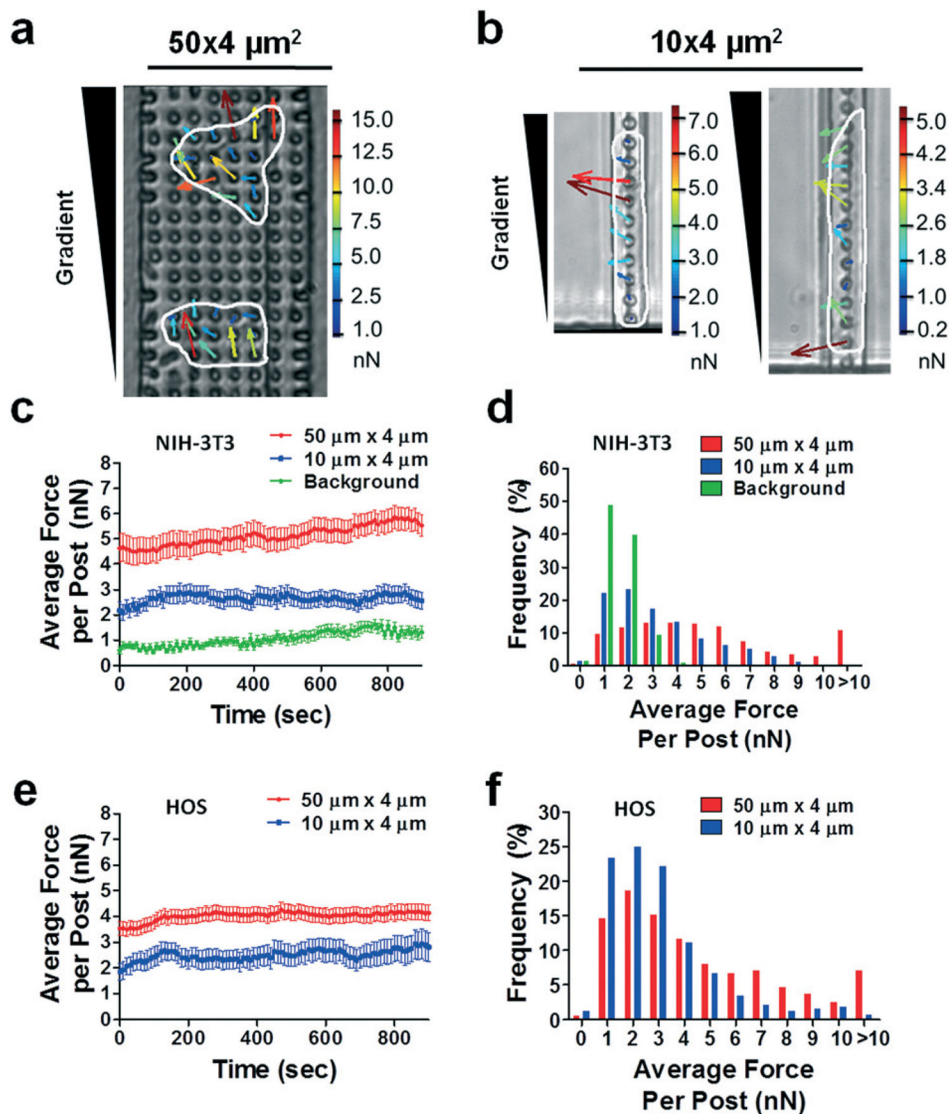 a
50x4 µm²
Gradient
15.0
12.5
10.0
7.5
5.0
1.0
nN
b
10x4 µm²
Gradient
7.0
6.0
5.0
4.0
3.0
2.0
1.0
nN
5.0
4.6
3.8
2.8
1.8
1.0
0.2
nN
c
NIH-3T3
50 µm x 4 µm
10 µm x 4 µm
Background
Average Force
per Post (nN)
8
7
6
5
4
3
2
1
0
0 200 400 600 800
Time (sec)
d
NIH-3T3
50 µm x 4 µm
10 µm x 4 µm
Background
Frequency (%)
60
50
40
30
20
10
0
0 1 2 3 4 5 6 7 8 9 10 >10
Average Force
Per Post (nN)
e
HOS
50 µm x 4 µm
10 µm x 4 µm
Average Force
per Post (nN)
8
7
6
5
4
3
2
1
0
0 200 400 600 800
Time (sec)
f
HOS
50 µm x 4 µm
10 µm x 4 µm
Frequency (%)
30
25
20
15
10
5
0
0 1 2 3 4 5 6 7 8 9 10 >10
Average Force
Per Post (nN)